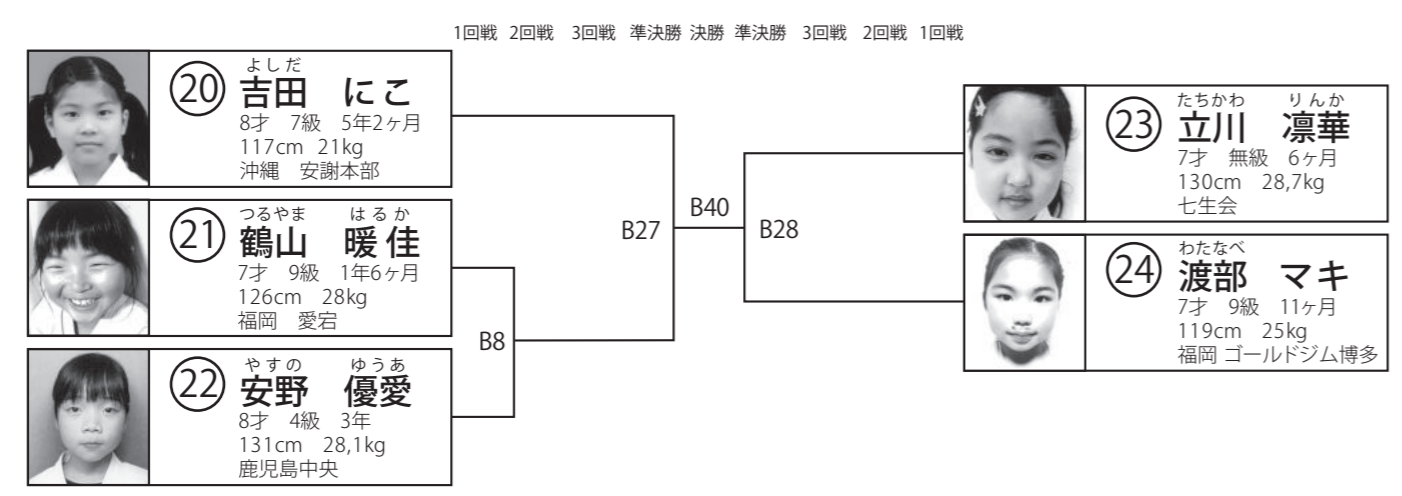 1回戦 2回戦 3回戦 準決勝 決勝 準決勝 3回戦 2回戦 1回戦
⑳
よしだ
吉田 にこ
8才 7級 5年2ヶ月
117cm 21kg
沖縄 安謝本部
㉑
つるやま はるか
鶴山 暖佳
7才 9級 1年6ヶ月
126cm 28kg
福岡 愛宕
㉒
やすの ゆうあ
安野 優愛
8才 4級 3年
131cm 28,1kg
鹿児島中央
B8
B27
B40
B28
㉓
たちかわ りんか
立川 凛華
7才 無級 6ヶ月
130cm 28,7kg
七生会
㉔
わたなべ
渡部 マキ
7才 9級 11ヶ月
119cm 25kg
福岡 ゴールドジム博多